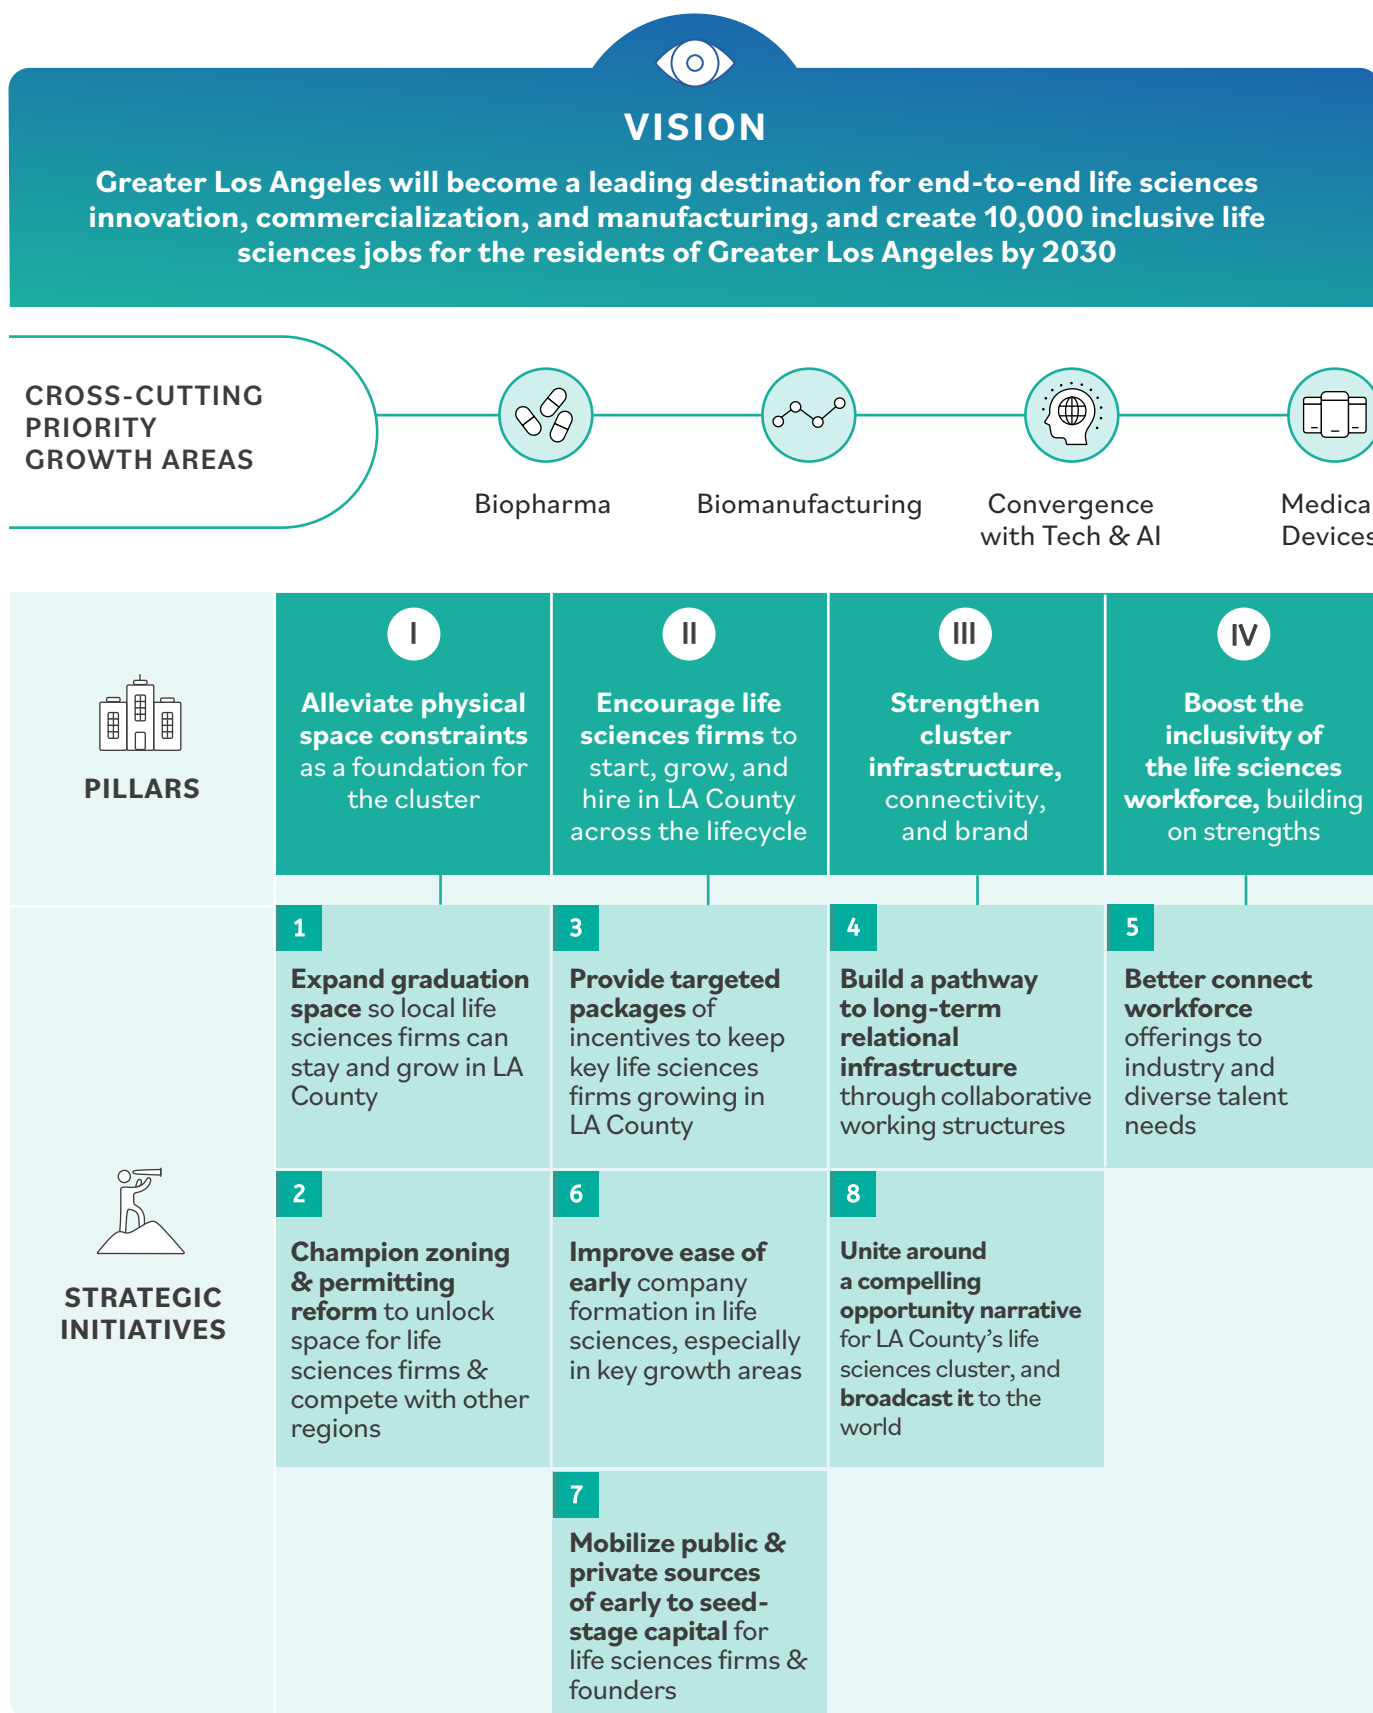 VISION
Greater Los Angeles will become a leading destination for end-to-end life sciences
innovation, commercialization, and manufacturing, and create 10,000 inclusive life
sciences jobs for the residents of Greater Los Angeles by 2030
CROSS-CUTTING
PRIORITY
GROWTH AREAS
Biopharma
Biomanufacturing
Convergence
with Tech & AI
Medica
Devices
PILLARS
I
Alleviate physical
space constraints
as a foundation for
the cluster
II
Encourage life
sciences firms to
start, grow, and
hire in LA County
across the lifecycle
III
Strengthen
cluster
infrastructure,
connectivity,
and brand
IV
Boost the
inclusivity of
the life sciences
workforce, building
on strengths
STRATEGIC
INITIATIVES
1
Expand graduation
space so local life
sciences firms can
stay and grow in LA
County
3
Provide targeted
packages of
incentives to keep
key life sciences
firms growing in
LA County
4
Build a pathway
to long-term
relational
infrastructure
through collaborative
working structures
5
Better connect
workforce
offerings to
industry and
diverse talent
needs
2
Champion zoning
& permitting
reform to unlock
space for life
sciences firms &
compete with other
regions
6
Improve ease of
early company
formation in life
sciences, especially
in key growth areas
8
Unite around
a compelling
opportunity narrative
for LA County’s life
sciences cluster, and
broadcast it to the
world
7
Mobilize public &
private sources
of early to seed-
stage capital for
life sciences firms &
founders